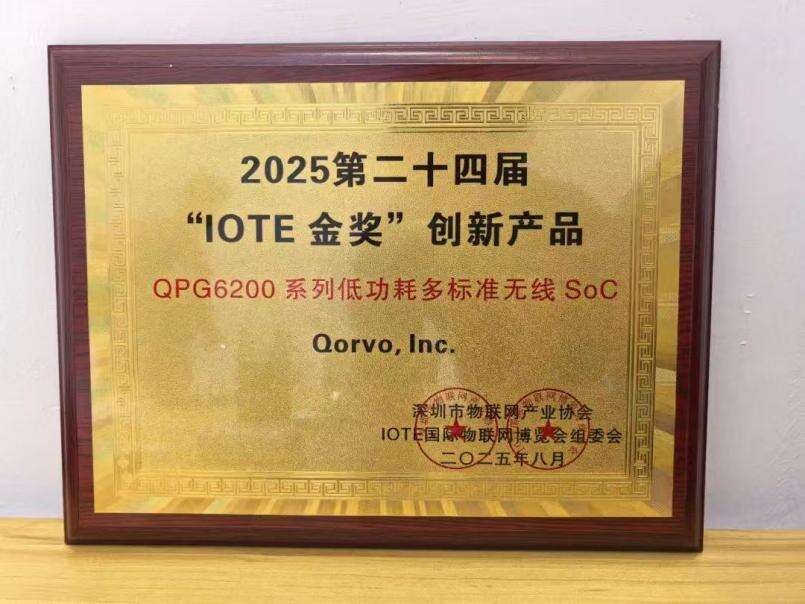 2025第二十四届
“IOTE 金奖”创新产品
QPG6200 系列低功耗多标准无线 SoC
Qorvo, Inc.
深圳市物联网产业协会
IOTE国际物联网博览会组委会
二〇二五年八月